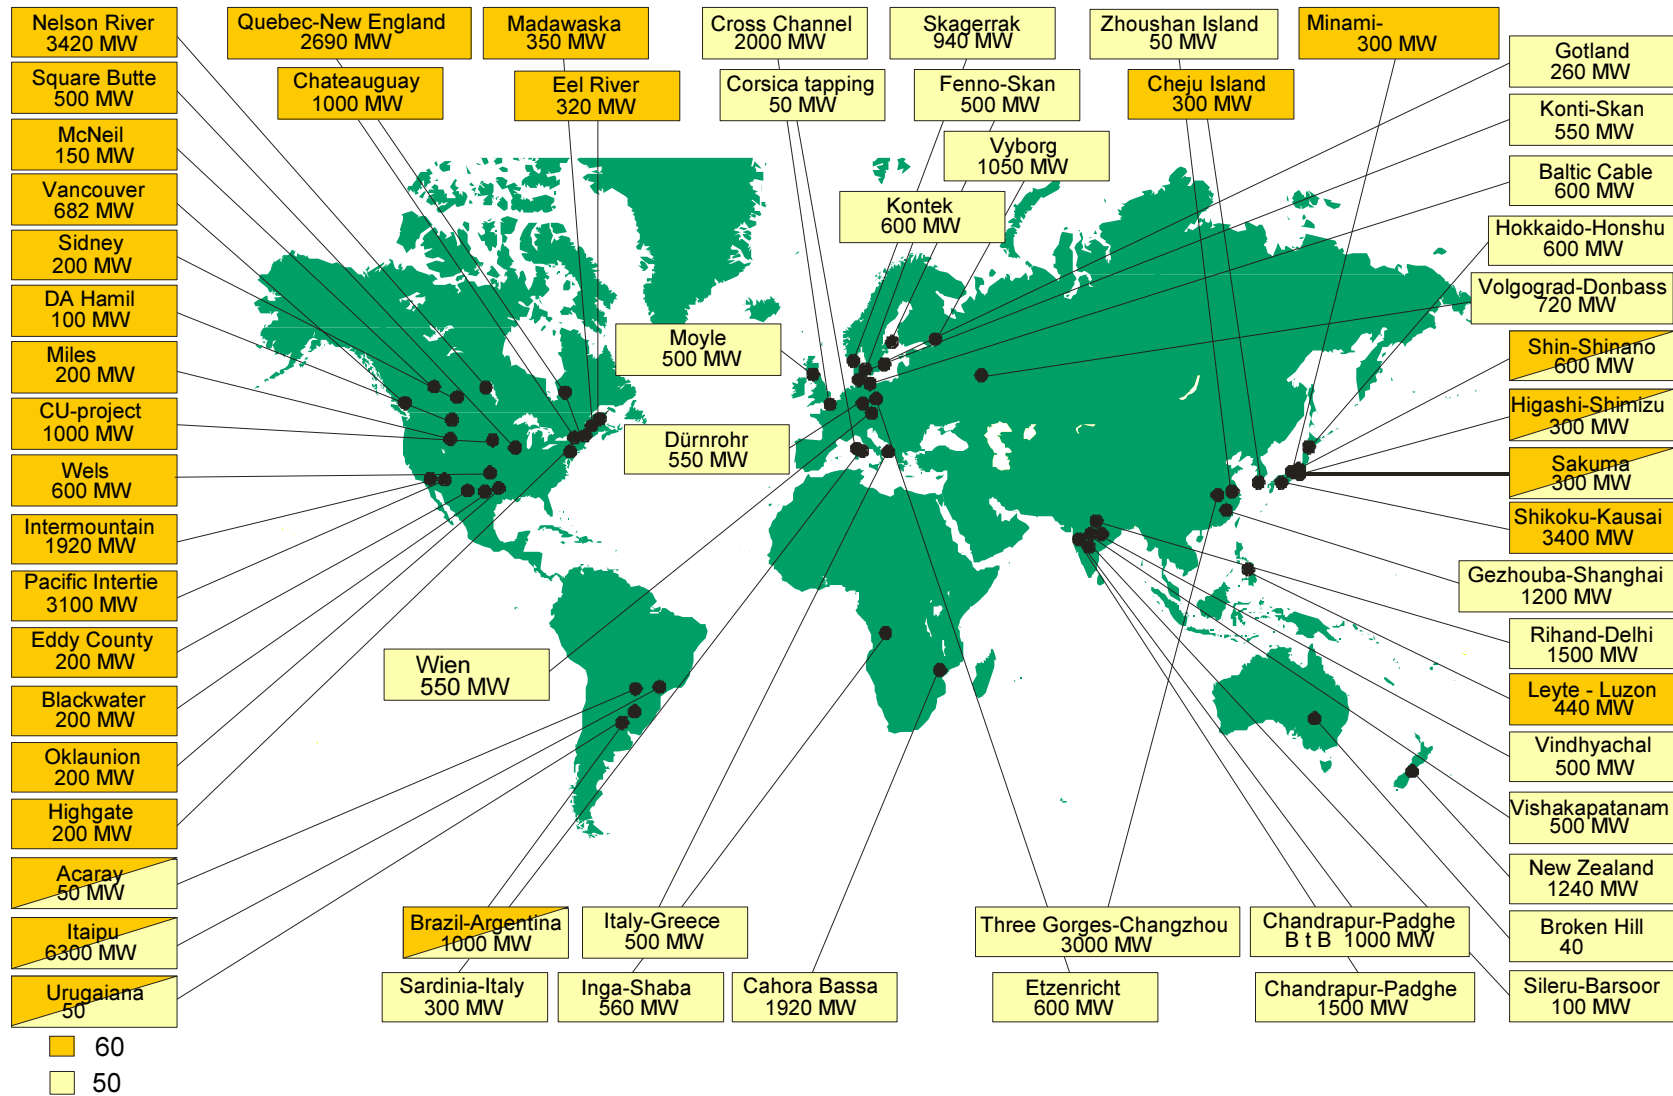 Nelson River
3420 MW
Square Butte
500 MW
McNeil
150 MW
Vancouver
682 MW
Sidney
200 MW
DA Hamil
100 MW
Miles
200 MW
CU-project
1000 MW
Wels
600 MW
Intermountain
1920 MW
Pacific Intertie
3100 MW
Eddy County
200 MW
Blackwater
200 MW
Oklaunion
200 MW
Highgate
200 MW
Acaray
50 MW
Itaipu
6300 MW
Urugaiana
50
60
50
Quebec-New England
2690 MW
Chateauguay
1000 MW
Madawaska
350 MW
Eel River
320 MW
Cross Channel
2000 MW
Corsica tapping
50 MW
Skagerrak
940 MW
Fenno-Skan
500 MW
Vyborg
1050 MW
Kontek
600 MW
Zhoushan Island
50 MW
Cheju Island
300 MW
Minami-
300 MW
Moyle
500 MW
Dürnrohr
550 MW
Wien
550 MW
Brazil-Argentina
1000 MW
Sardinia-Italy
300 MW
Italy-Greece
500 MW
Inga-Shaba
560 MW
Cahora Bassa
1920 MW
Three Gorges-Changzhou
3000 MW
Etzenricht
600 MW
Chandrapur-Padghe
B t B 1000 MW
Chandrapur-Padghe
1500 MW
Gotland
260 MW
Konti-Skan
550 MW
Baltic Cable
600 MW
Hokkaido-Honshu
600 MW
Volgograd-Donbass
720 MW
Shin-Shinano
600 MW
Higashi-Shimizu
300 MW
Sakuma
300 MW
Shikoku-Kausai
3400 MW
Gezhouba-Shanghai
1200 MW
Rihand-Delhi
1500 MW
Leyte - Luzon
440 MW
Vindhyachal
500 MW
Vishakapatanam
500 MW
New Zealand
1240 MW
Broken Hill
40
Sileru-Barsoor
100 MW